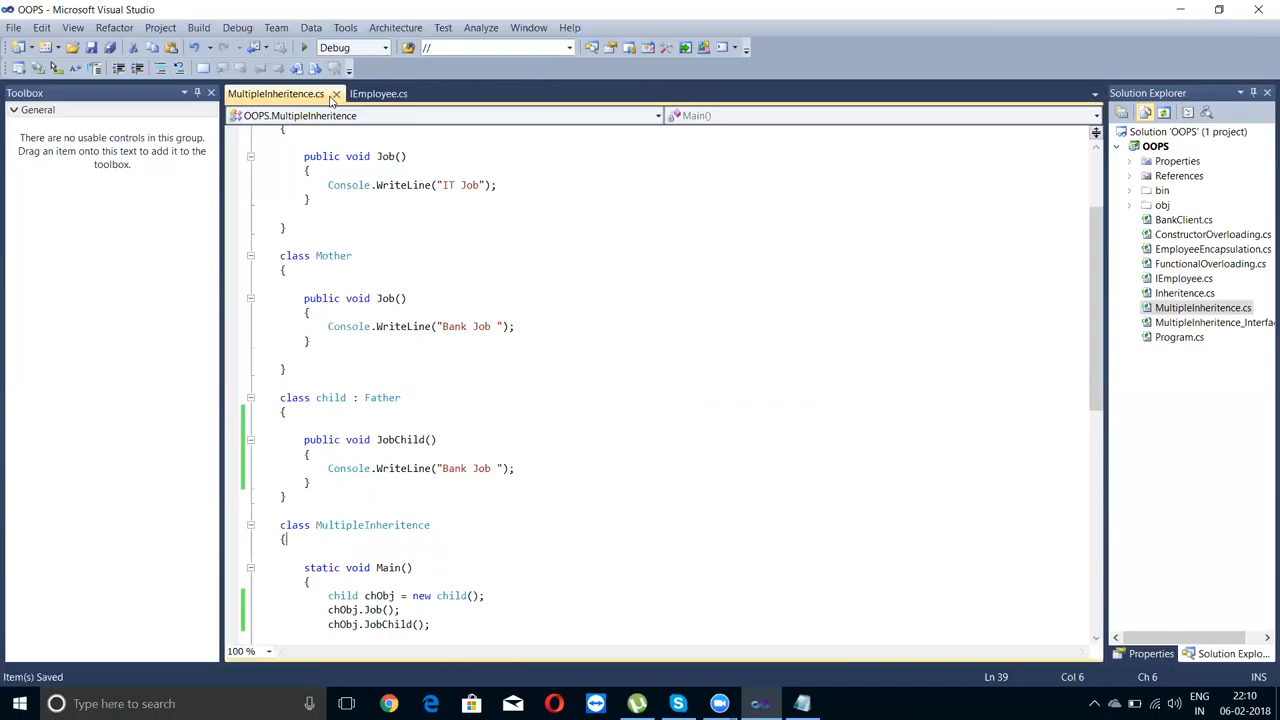 OOPS - Microsoft Visual Studio
File Edit View Refactor Project Build Debug Team Data Tools Architecture Test Analyze Window Help
Debug //
Toolbox
General
There are no usable controls in this group.
Drag an item onto this text to add it to the
toolbox.
MultipleInheritence.cs IEmployee.cs
OOPS.MultipleInheritence Main()
{
public void Job()
{
Console.WriteLine("IT Job");
}
}
class Mother
{
public void Job()
{
Console.WriteLine("Bank Job ");
}
}
class child : Father
{
public void JobChild()
{
Console.WriteLine("Bank Job ");
}
}
class MultipleInheritence
{
static void Main()
{
child chObj = new child();
chObj.Job();
chObj.JobChild();
100 %
Solution Explorer
Solution 'OOPS' (1 project)
OOPS
Properties
References
bin
obj
BankClient.cs
ConstructorOverloading.cs
EmployeeEncapsulation.cs
FunctionalOverloading.cs
IEmployee.cs
Inheritence.cs
MultipleInheritence.cs
MultipleInheritence_Interfa
Program.cs
Properties Solution Explo...
Item(s) Saved Ln 39 Col 6 Ch 6 INS
Type here to search
ENG
IN
22:10
06-02-2018